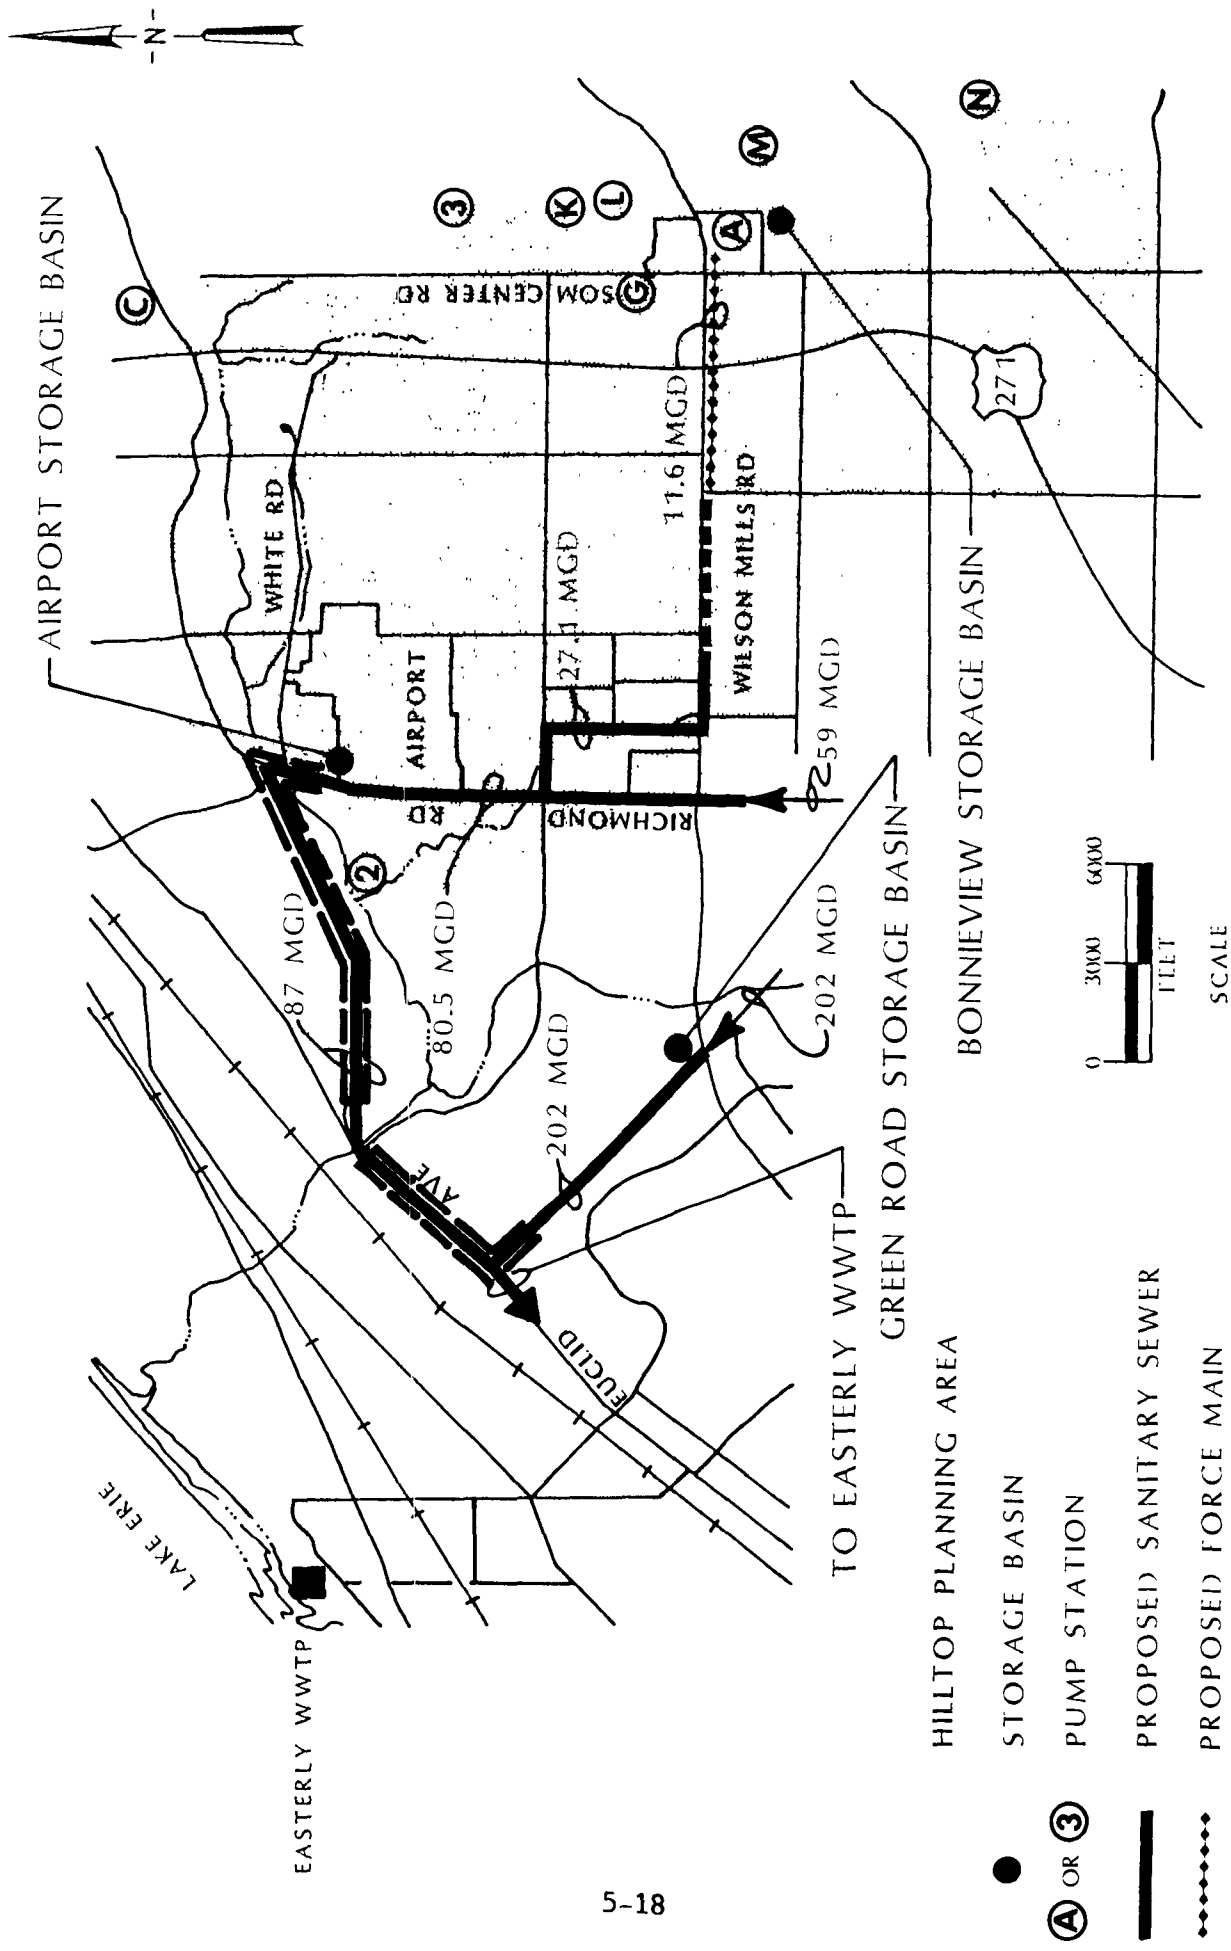 -N-
AIRPORT STORAGE BASIN
C
3
K
L
M
N
A
G
SOM CENTER RD
WHITE RD
AIRPORT
271
11.6 MGD
WILSON MILLS RD
27.1 MGD
59 MGD
RICHMOND RD
2
87 MGD
80.5 MGD
202 MGD
202 MGD
EUCLID AVE
LAKE ERIE
EASTERLY WWTP
TO EASTERLY WWTP
GREEN ROAD STORAGE BASIN
BONNIEVIEW STORAGE BASIN
0 3000 6000
FEET
SCALE
HILLTOP PLANNING AREA
STORAGE BASIN
A OR 3 PUMP STATION
PROPOSED SANITARY SEWER
PROPOSED FORCE MAIN
5-18